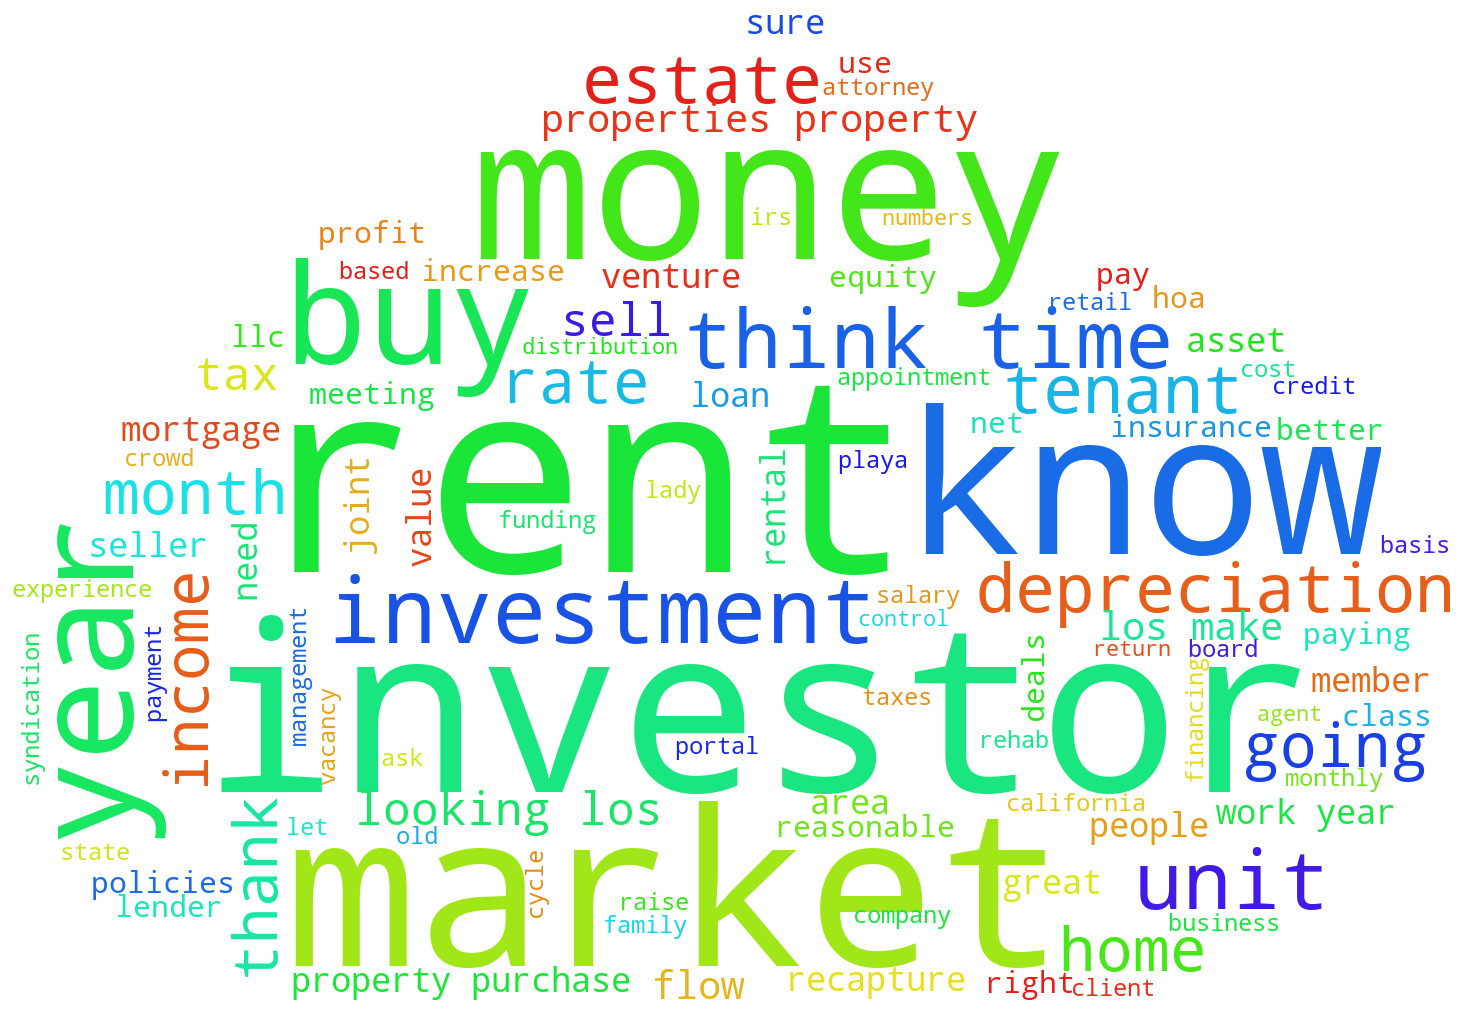 sure
use
estate
attorney
properties property
money
irs
numbers
profit
based
increase
venture
equity
pay
retail
hoa
buy
sell
think time
llc
distribution
asset
tax
meeting
rate
loan
appointment
tenant
cost
credit
mortgage
net
insurance
better
crowd
rent
know
playa
month
joint
value
lady
rental
funding
seller
need
basis
year
experience
income
investment
salary
depreciation
control
los make
paying
syndication
payment
management
investor
return
board
deals
member
vacancy
taxes
financing
agent
class
ask
portal
rehab
going
monthly
looking los
area
california
work year
thank
let
old
reasonable
people
state
market
policies
cycle
great
unit
lender
raise
family
company
business
home
property purchase
flow
recapture
right
client